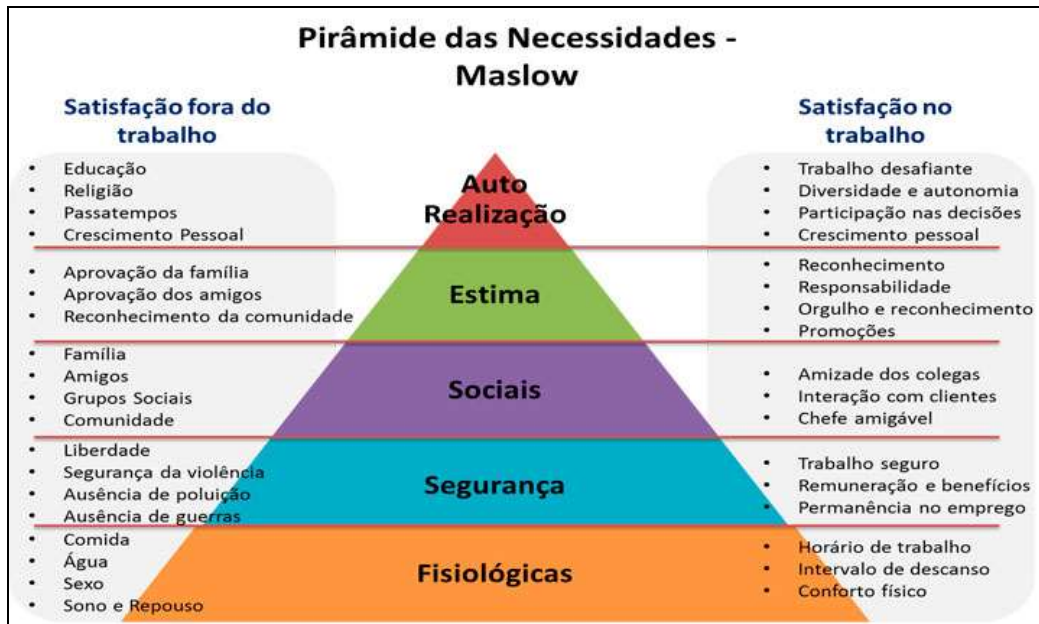 Pirâmide das Necessidades -
Maslow
Satisfação fora do
trabalho
• Educação
• Religião
• Passatempos
• Crescimento Pessoal
• Aprovação da família
• Aprovação dos amigos
• Reconhecimento da comunidade
• Família
• Amigos
• Grupos Sociais
• Comunidade
• Liberdade
• Segurança da violência
• Ausência de poluição
• Ausência de guerras
• Comida
• Água
• Sexo
• Sono e Repouso
Auto
Realização
Estima
Sociais
Segurança
Fisiológicas
Satisfação no
trabalho
• Trabalho desafiante
• Diversidade e autonomia
• Participação nas decisões
• Crescimento pessoal
• Reconhecimento
• Responsabilidade
• Orgulho e reconhecimento
• Promoções
• Amizade dos colegas
• Interação com clientes
• Chefe amigável
• Trabalho seguro
• Remuneração e benefícios
• Permanência no emprego
• Horário de trabalho
• Intervalo de descanso
• Conforto físico